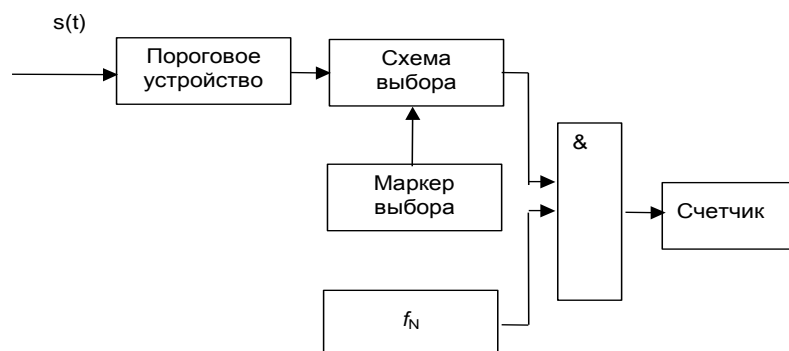 s(t)
Пороговое
устройство
Схема
выбора
Маркер
выбора
&
Счетчик
fN